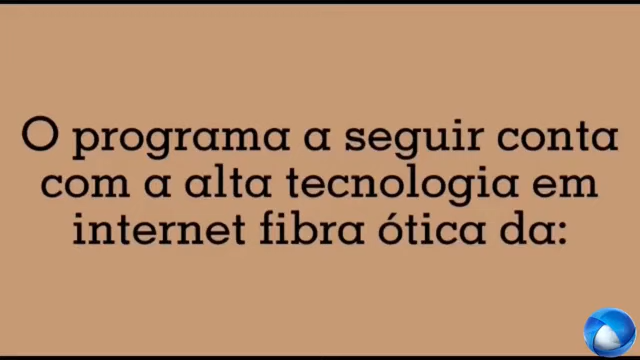 O programa a seguir conta
com a alta tecnologia em
internet fibra ótica da: